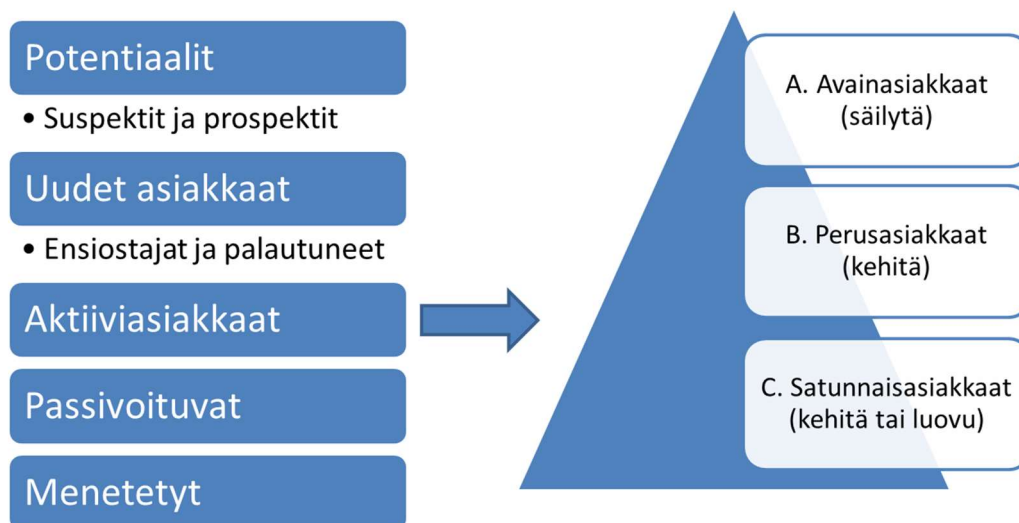 Potentiaalit
• Suspektit ja prospektit
Uudet asiakkaat
• Ensiostajat ja palautuneet
Aktiiviasiakkaat
Passivoituvat
Menetetyt
A. Avainasiakkaat
(säilytä)
B. Perusasiakkaat
(kehitä)
C. Satunnaisasiakkaat
(kehitä tai luovu)